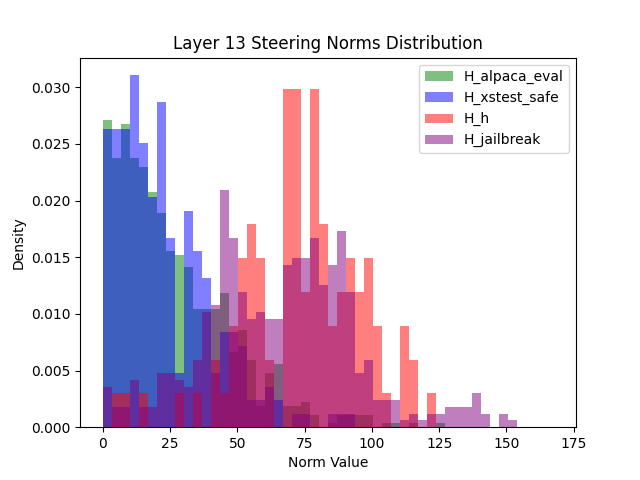 Layer 13 Steering Norms Distribution
H_alpaca_eval
H_xstest_safe
H_h
H_jailbreak
0.030
0.025
0.020
0.015
0.010
0.005
0.000
Density
0 25 50 75 100 125 150 175
Norm Value